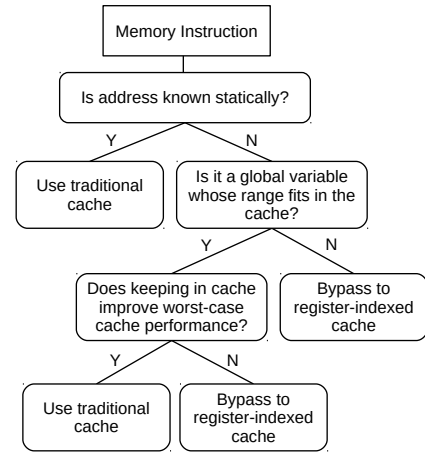 Memory Instruction
Is address known statically?
Y
N
Use traditional
cache
Is it a global variable
whose range fits in the
cache?
Y
N
Does keeping in cache
improve worst-case
cache performance?
Bypass to
register-indexed
cache
Y
N
Use traditional
cache
Bypass to
register-indexed
cache